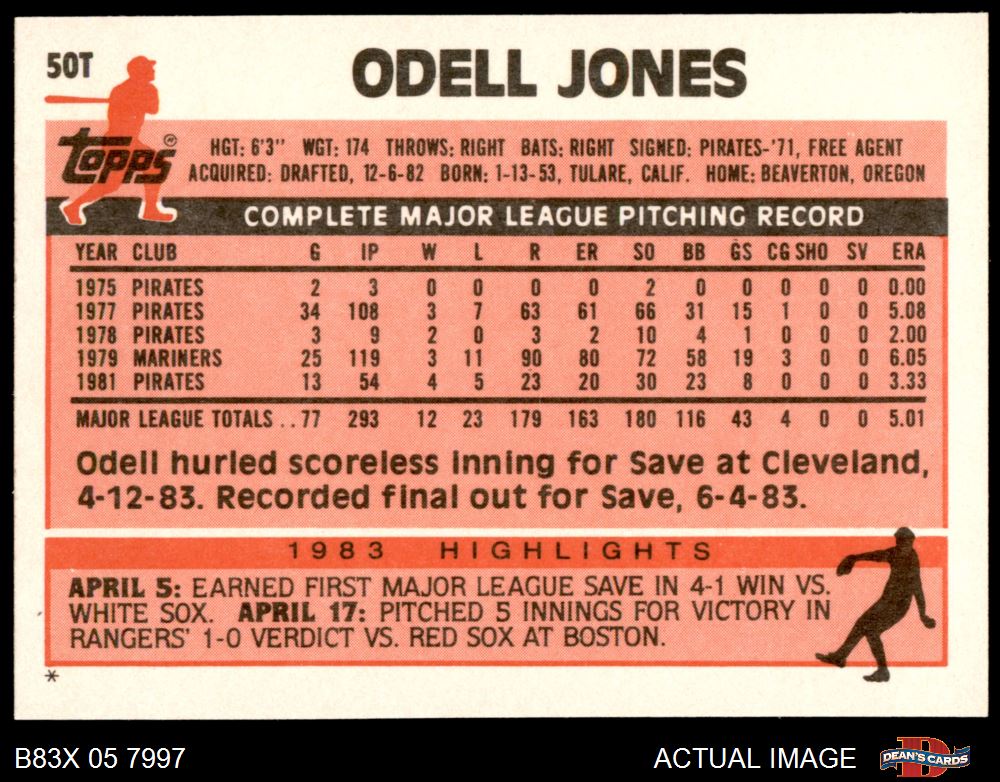 50T
ODELL JONES
Topps ®
HGT: 6'3" WGT: 174 THROWS: RIGHT BATS: RIGHT SIGNED: PIRATES-'71, FREE AGENT
ACQUIRED: DRAFTED, 12-6-82 BORN: 1-13-53, TULARE, CALIF. HOME: BEAVERTON, OREGON
COMPLETE MAJOR LEAGUE PITCHING RECORD
YEAR CLUB G IP W L R ER SO BB GS CG SHO SV ERA
1975 PIRATES 2 3 0 0 0 0 2 0 0 0 0 0 0.00
1977 PIRATES 34 108 3 7 63 61 66 31 15 1 0 0 5.08
1978 PIRATES 3 9 2 0 3 2 10 4 1 0 0 0 2.00
1979 MARINERS 25 119 3 11 90 80 72 58 19 3 0 0 6.05
1981 PIRATES 13 54 4 5 23 20 30 23 8 0 0 0 3.33
MAJOR LEAGUE TOTALS .. 77 293 12 23 179 163 180 116 43 4 0 0 5.01
Odell hurled scoreless inning for Save at Cleveland,
4-12-83. Recorded final out for Save, 6-4-83.
1983 HIGHLIGHTS
APRIL 5: EARNED FIRST MAJOR LEAGUE SAVE IN 4-1 WIN VS.
WHITE SOX. APRIL 17: PITCHED 5 INNINGS FOR VICTORY IN
RANGERS' 1-0 VERDICT VS. RED SOX AT BOSTON.
*
B83X 05 7997
ACTUAL IMAGE
DEAN'S CARDS